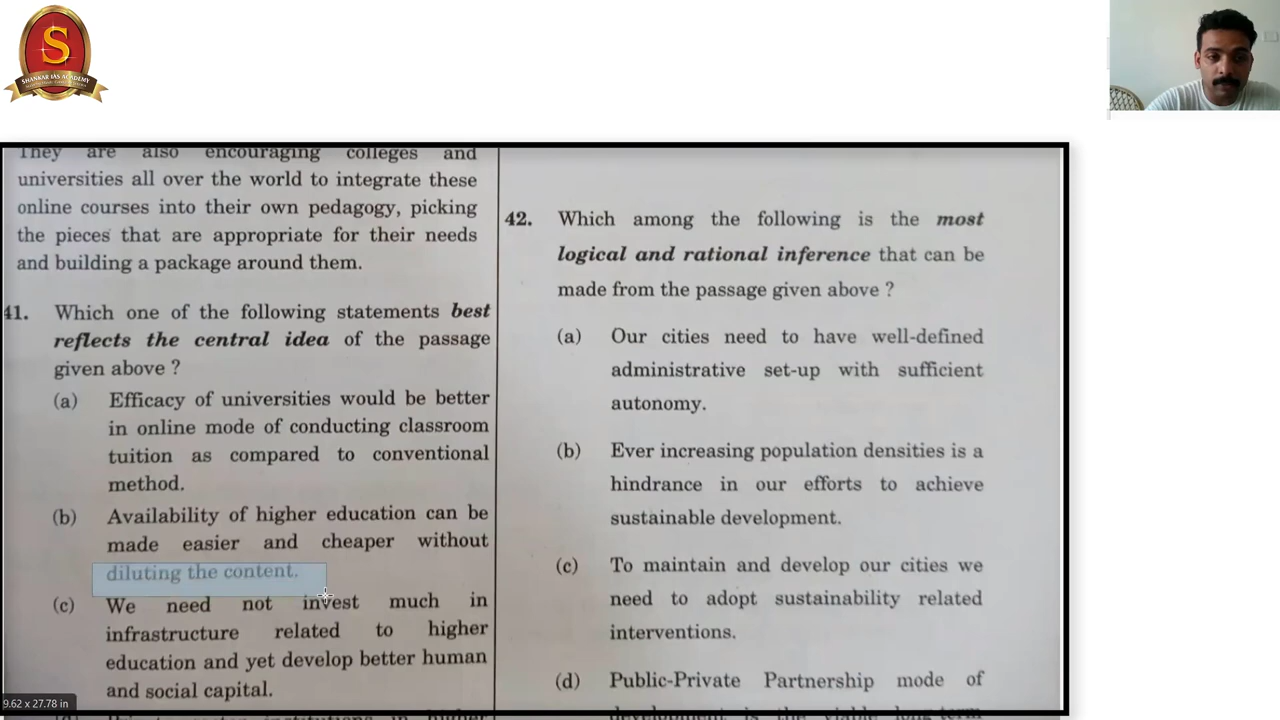 S
SHANKAR IAS ACADEMY
They are also encouraging colleges and
universities all over the world to integrate these
online courses into their own pedagogy, picking
the pieces that are appropriate for their needs
and building a package around them.
41. Which one of the following statements best
reflects the central idea of the passage
given above ?
(a) Efficacy of universities would be better
in online mode of conducting classroom
tuition as compared to conventional
method.
(b) Availability of higher education can be
made easier and cheaper without
diluting the content.
(c) We need not invest much in
infrastructure related to higher
education and yet develop better human
and social capital.
42. Which among the following is the most
logical and rational inference that can be
made from the passage given above ?
(a) Our cities need to have well-defined
administrative set-up with sufficient
autonomy.
(b) Ever increasing population densities is a
hindrance in our efforts to achieve
sustainable development.
(c) To maintain and develop our cities we
need to adopt sustainability related
interventions.
(d) Public-Private Partnership mode of
9.62 x 27.78 in